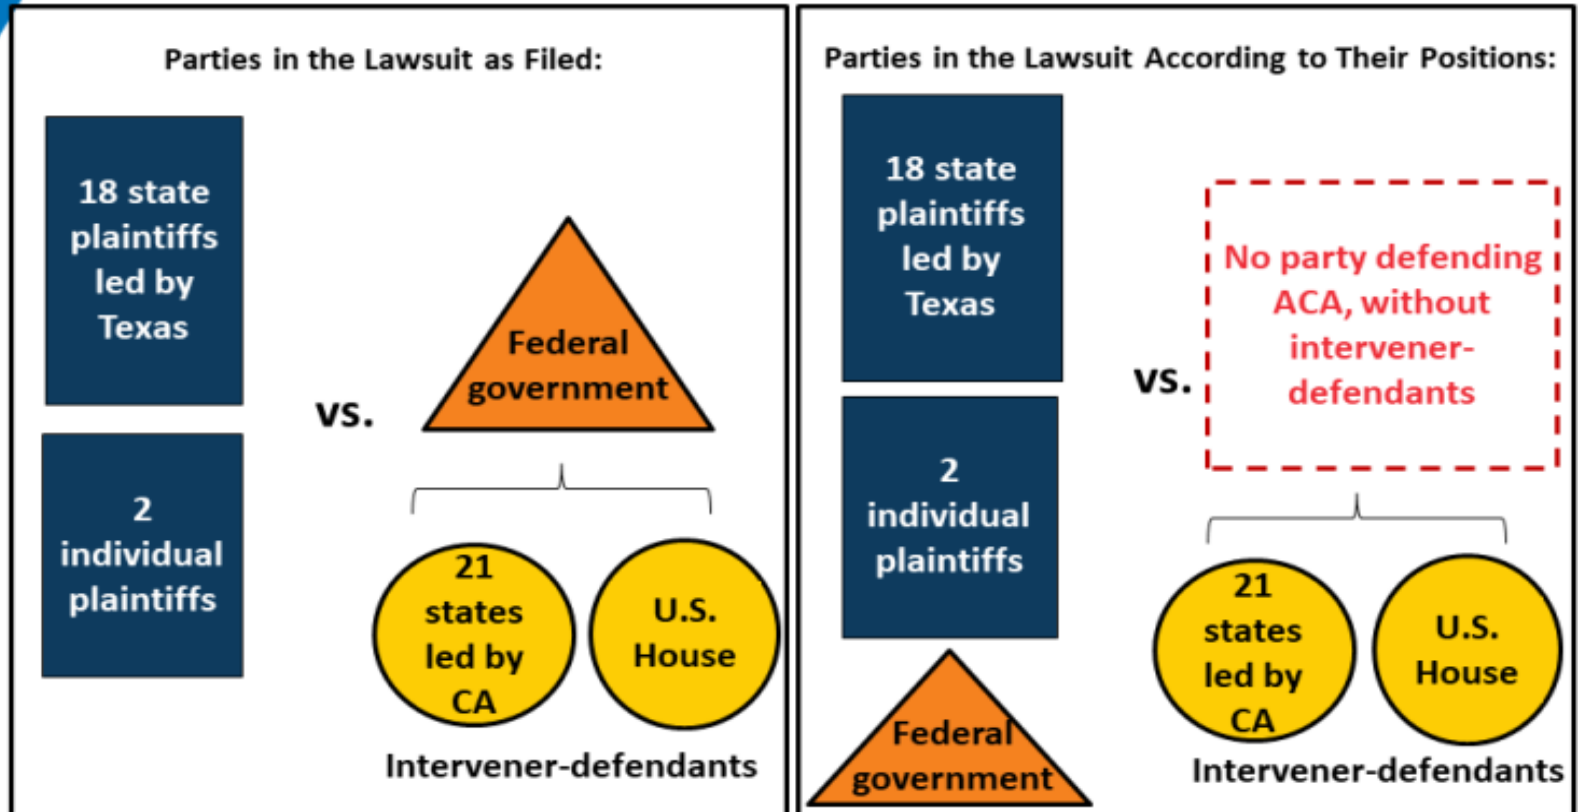 Parties in the Lawsuit as Filed:
18 state
plaintiffs
led by
Texas
2
individual
plaintiffs
vs.
Federal
government
21
states
led by
CA
U.S.
House
Intervener-defendants
Parties in the Lawsuit According to Their Positions:
18 state
plaintiffs
led by
Texas
2
individual
plaintiffs
Federal
government
vs.
No party defending
ACA, without
intervener-
defendants
21
states
led by
CA
U.S.
House
Intervener-defendants